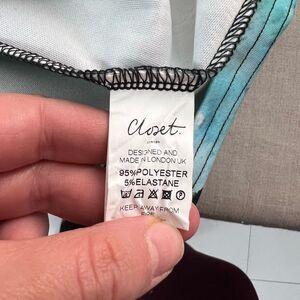 Closet.
LONDON
DESIGNED AND
MADE IN LONDON UK
95%POLYESTER
5%ELASTANE
KEEP AWAY FROM